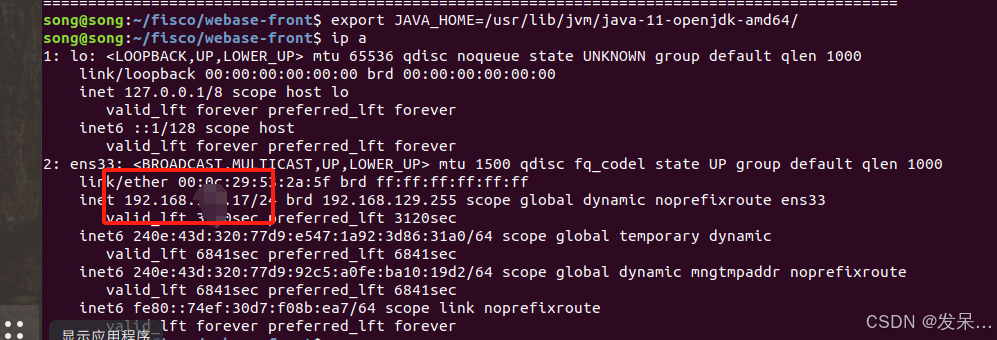 ================================================================================================
song@song:~/fisco/webase-front$ export JAVA_HOME=/usr/lib/jvm/java-11-openjdk-amd64/
song@song:~/fisco/webase-front$ ip a
1: lo: <LOOPBACK,UP,LOWER_UP> mtu 65536 qdisc noqueue state UNKNOWN group default qlen 1000
link/loopback 00:00:00:00:00:00 brd 00:00:00:00:00:00
inet 127.0.0.1/8 scope host lo
valid_lft forever preferred_lft forever
inet6 ::1/128 scope host
valid_lft forever preferred_lft forever
2: ens33: <BROADCAST,MULTICAST,UP,LOWER_UP> mtu 1500 qdisc fq_codel state UP group default qlen 1000
link/ether 00:0c:29:53:2a:5f brd ff:ff:ff:ff:ff:ff
inet 192.168. .17/24 brd 192.168.129.255 scope global dynamic noprefixroute ens33
valid_lft 3120sec preferred_lft 3120sec
inet6 240e:43d:320:77d9:e547:1a92:3d86:31a0/64 scope global temporary dynamic
valid_lft 6841sec preferred_lft 6841sec
inet6 240e:43d:320:77d9:92c5:a0fe:ba10:19d2/64 scope global dynamic mngtmpaddr noprefixroute
valid_lft 6841sec preferred_lft 6841sec
inet6 fe80::74ef:30d7:f08b:ea7/64 scope link noprefixroute
valid_lft forever preferred_lft forever
显示应用程序
CSDN @发呆...